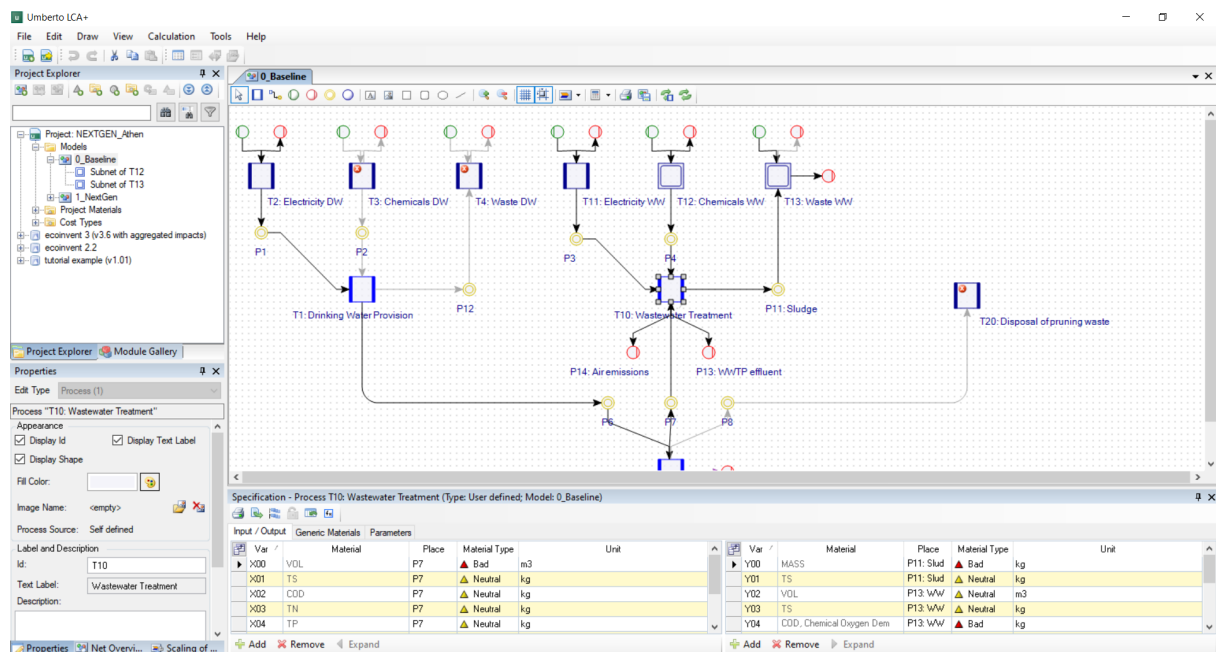 Umberto LCA+
File Edit Draw View Calculation Tools Help
Project Explorer
0_Baseline
Project: NEXTGEN_Athen
Models
0_Baseline
Subnet of T12
Subnet of T13
1_NextGen
Project Materials
Cost Types
ecoinvent 3 (v3.6 with aggregated impacts)
ecoinvent 2.2
tutorial example (v1.01)
Project Explorer Module Gallery
T2: Electricity DW T3: Chemicals DW T4: Waste DW T11: Electricity WW T12: Chemicals WW T13: Waste WW
P1 P2 P3 P4
T1: Drinking Water Provision P12 T10: Wastewater Treatment P11: Sludge
T20: Disposal of pruning waste
P14: Air emissions P13: WWTP effluent
P6 P7 P8
Properties
Edit Type Process (1)
Process "T10: Wastewater Treatment"
Appearance
Display Id Display Text Label
Display Shape
Fill Color:
Image Name: <empty>
Process Source: Self defined
Label and Description
Id: T10
Text Label: Wastewater Treatment
Description:
Properties Net Overvi... Scaling of ...
Specification - Process T10: Wastewater Treatment (Type: User defined; Model: 0_Baseline)
Input / Output Generic Materials Parameters
Var Material Place Material Type Unit
X00 VOL P7 Bad m3
X01 TS P7 Neutral kg
X02 COD P7 Neutral kg
X03 TN P7 Neutral kg
X04 TP P7 Neutral kg
Add Remove Expand
Var Material Place Material Type Unit
Y00 MASS P11: Slud Bad kg
Y01 TS P11: Slud Neutral kg
Y02 VOL P13: WW Bad m3
Y03 TS P13: WW Neutral kg
Y04 COD, Chemical Oxygen Dem P13: WW Bad kg
Add Remove Expand